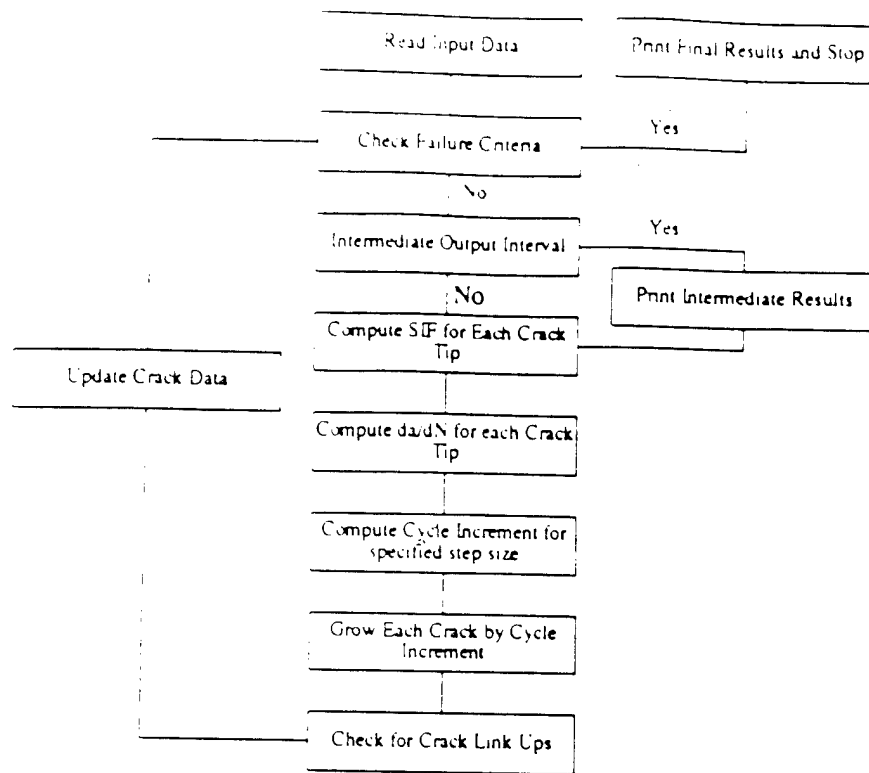 Read Input Data
Print Final Results and Stop
Check Failure Criteria
Yes
No
Intermediate Output Interval
Yes
Print Intermediate Results
No
Compute SIF for Each Crack
Tip
Update Crack Data
Compute da/dN for each Crack
Tip
Compute Cycle Increment for
specified step size
Grow Each Crack by Cycle
Increment
Check for Crack Link Ups